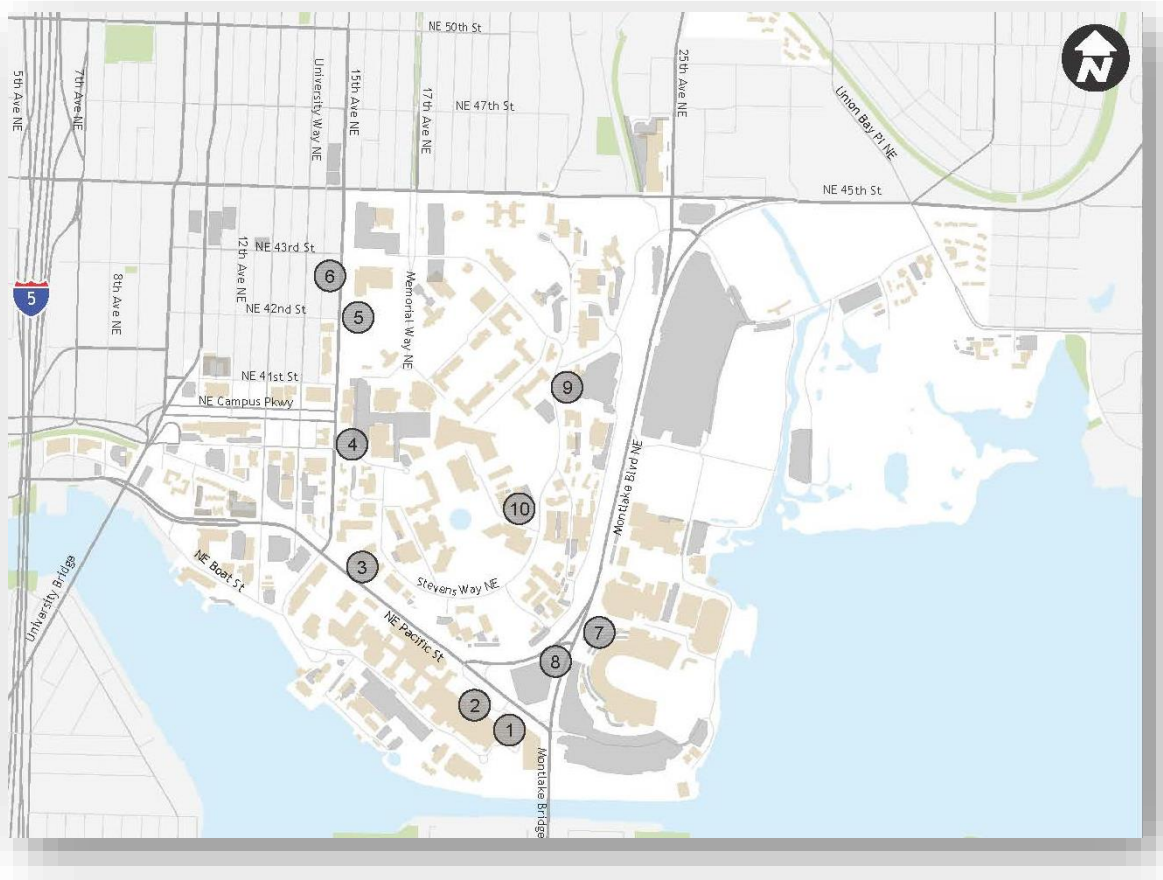 NE 50th St
N
25th Ave NE
5th Ave NE
7th Ave NE
University Way NE
15th Ave NE
17th Ave NE
NE 47th St
Union Bay Pl NE
NE 45th St
12th Ave NE
NE 43rd St
6
8th Ave NE
5
NE 42nd St
5
Memorial Way NE
NE 41st St
9
NE Campus Pkwy
4
Montlake Blvd NE
10
University Bridge
NE Boat St
3
Stevens Way NE
NE Pacific St
7
8
2
1
Montlake Bridge